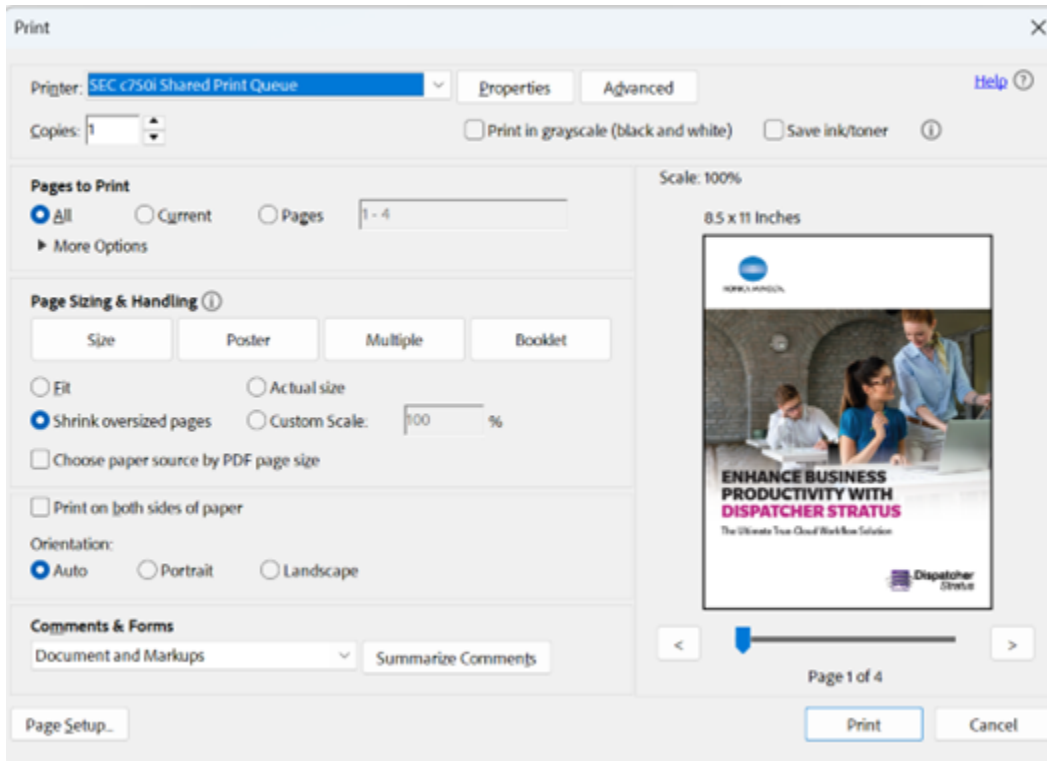 Print
Printer: SEC c750i Shared Print Queue Properties Advanced Help
Copies: 1 Print in grayscale (black and white) Save ink/toner
Pages to Print
All Current Pages 1 - 4
More Options
Page Sizing & Handling
Size Poster Multiple Booklet
Fit Actual size
Shrink oversized pages Custom Scale: 100 %
Choose paper source by PDF page size
Print on both sides of paper
Orientation:
Auto Portrait Landscape
Comments & Forms
Document and Markups Summarize Comments
Page Setup...
Scale: 100%
8.5 x 11 Inches
KONICA MINOLTA
ENHANCE BUSINESS
PRODUCTIVITY WITH
DISPATCHER STRATUS
The Ultimate True-Cloud Workflow Solution
Dispatcher
Stratus
< >
Page 1 of 4
Print Cancel